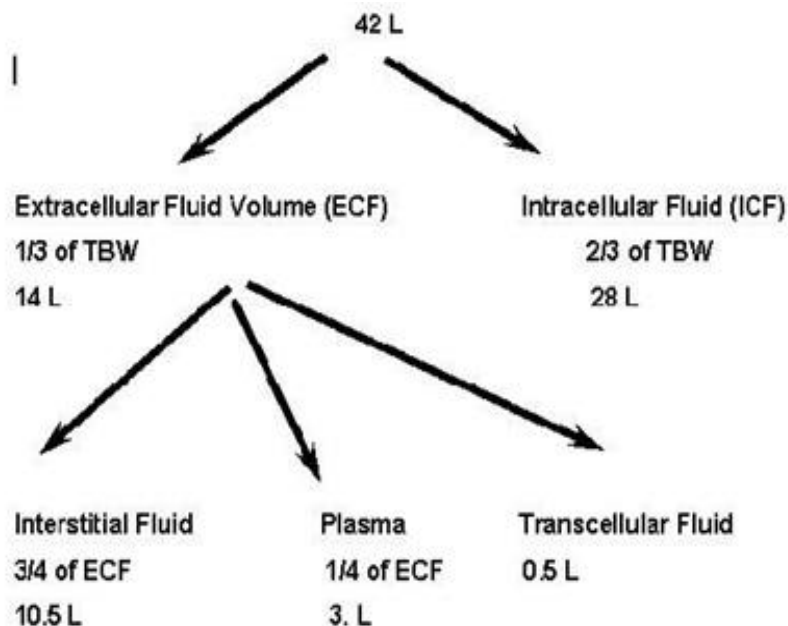 42 L
Extracellular Fluid Volume (ECF)
1/3 of TBW
14 L
Intracellular Fluid (ICF)
2/3 of TBW
28 L
Interstitial Fluid
3/4 of ECF
10.5 L
Plasma
1/4 of ECF
3. L
Transcellular Fluid
0.5 L